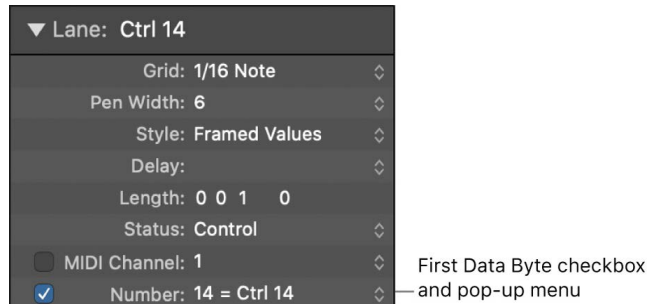 Lane: Ctrl 14
Grid: 1/16 Note
Pen Width: 6
Style: Framed Values
Delay:
Length: 0 0 1 0
Status: Control
MIDI Channel: 1
Number: 14 = Ctrl 14
First Data Byte checkbox
and pop-up menu